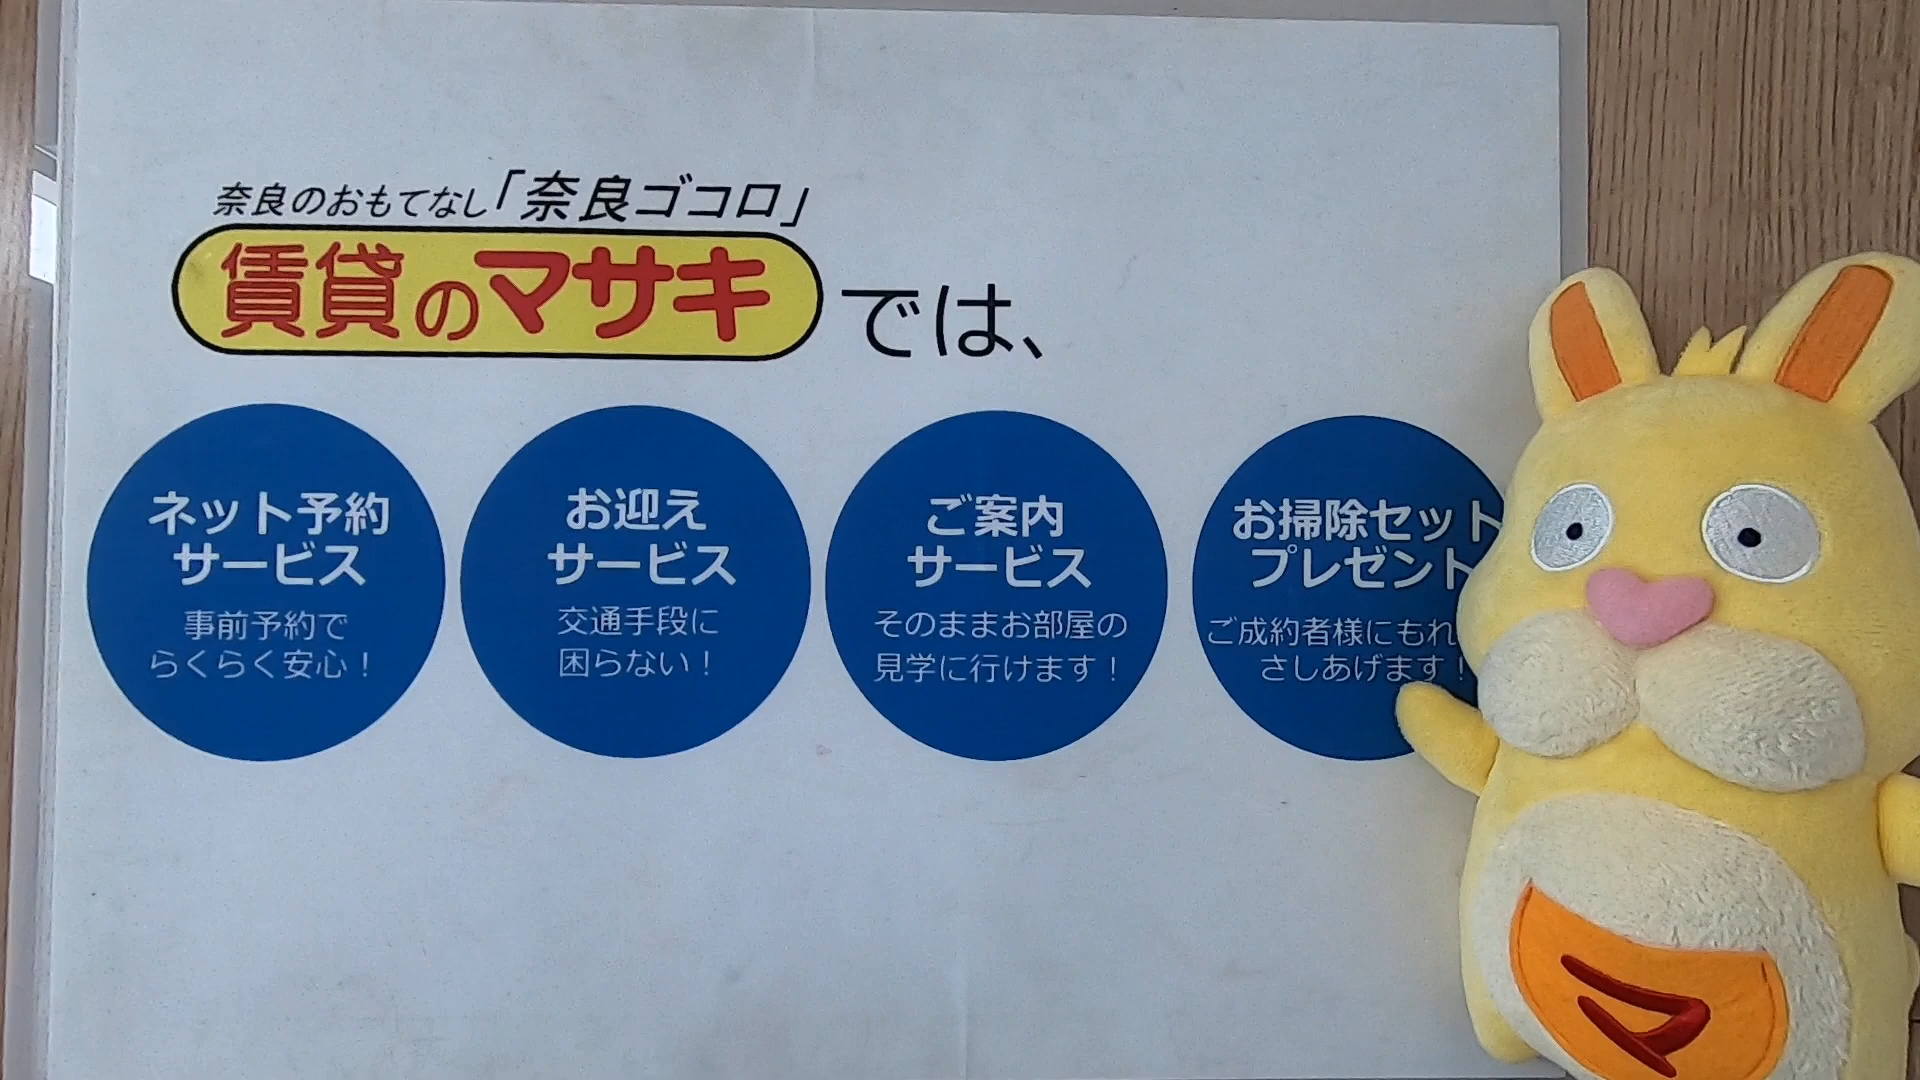 奈良のおもてなし「奈良ゴコロ」
賃貸のマサキでは、
ネット予約
サービス
事前予約で
らくらく安心！
お迎え
サービス
交通手段に
困らない！
ご案内
サービス
そのままお部屋の
見学に行けます！
お掃除セット
プレゼント
ご成約者様にもれ
さしあげます！
マ